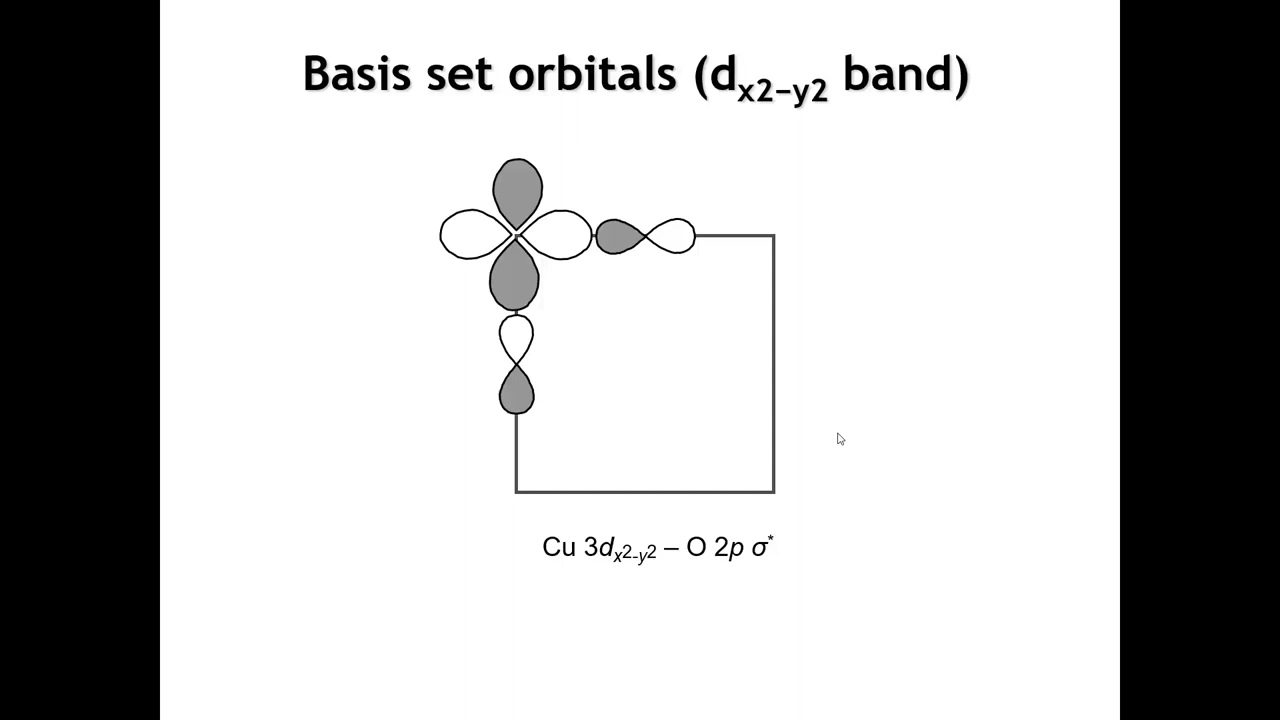 Basis set orbitals (dx2−y2 band)
Cu 3dx2-y2 – O 2p σ*